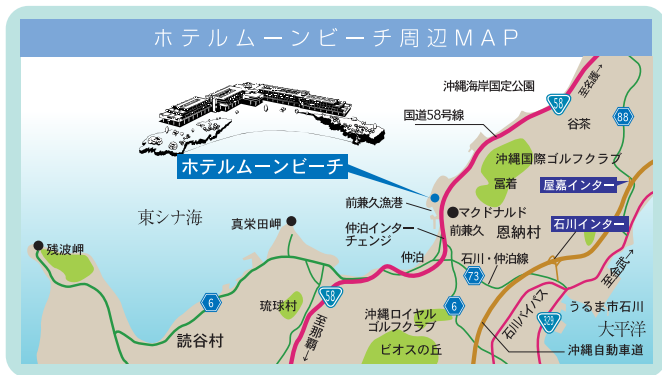 ホテルムーンビーチ周辺MAP
沖縄海岸国定公園
至名護→
58
国道58号線
谷茶
88
沖縄国際ゴルフクラブ
ホテルムーンビーチ
冨着
屋嘉インター
前兼久漁港
マクドナルド
東シナ海
真栄田岬
仲泊インター
チェンジ
前兼久
恩納村
石川インター
残波岬
仲泊
石川・仲泊線
73
至金武→
6
琉球村
58
6
沖縄ロイヤル
ゴルフクラブ
石川バイパス
うるま市石川
329
太平洋
至那覇→
読谷村
ビオスの丘
沖縄自動車道